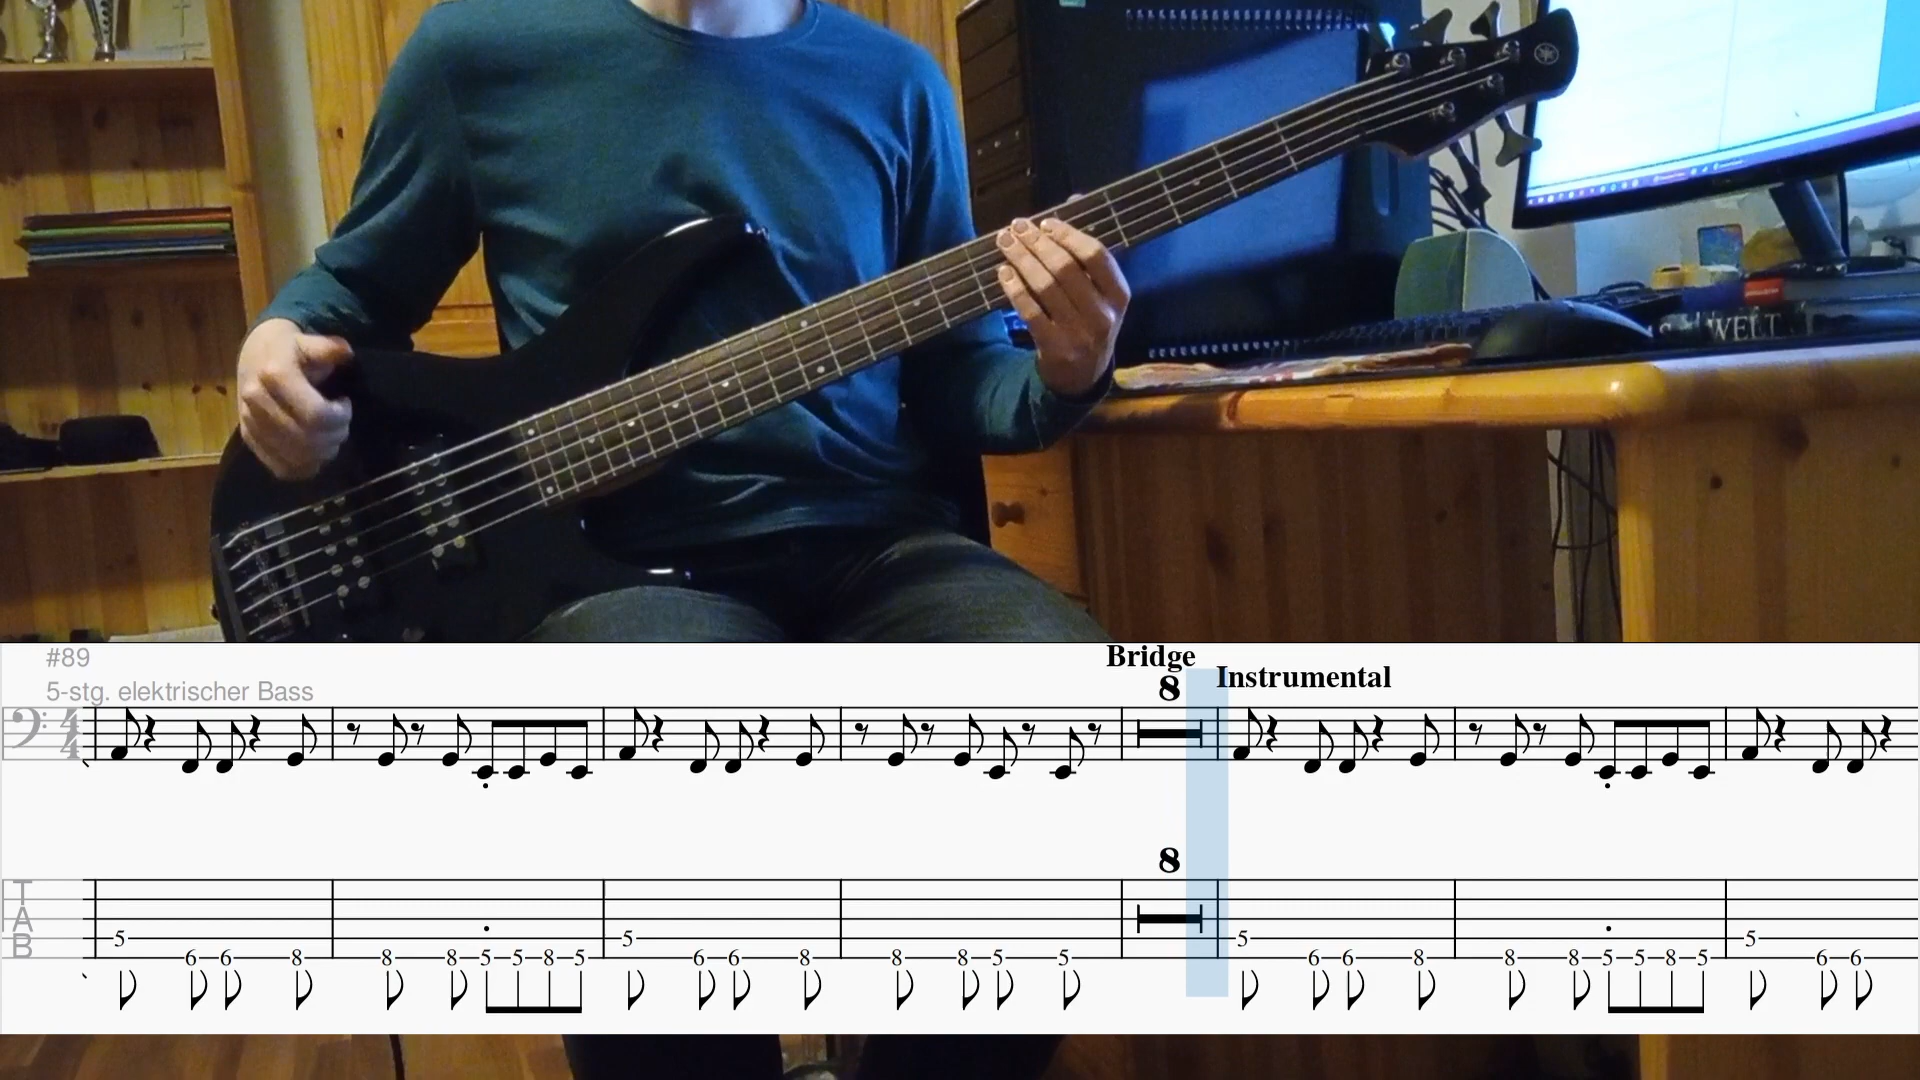 WELT
#89
5-stg. elektrischer Bass
Bridge
Instrumental
8
4
4
8
T
A
B
5 6 6 8 8 8 5 5 8 5 5 6 6 8 8 8 5 5 5 6 6 8 8 8 5 5 8 5 5 6 6